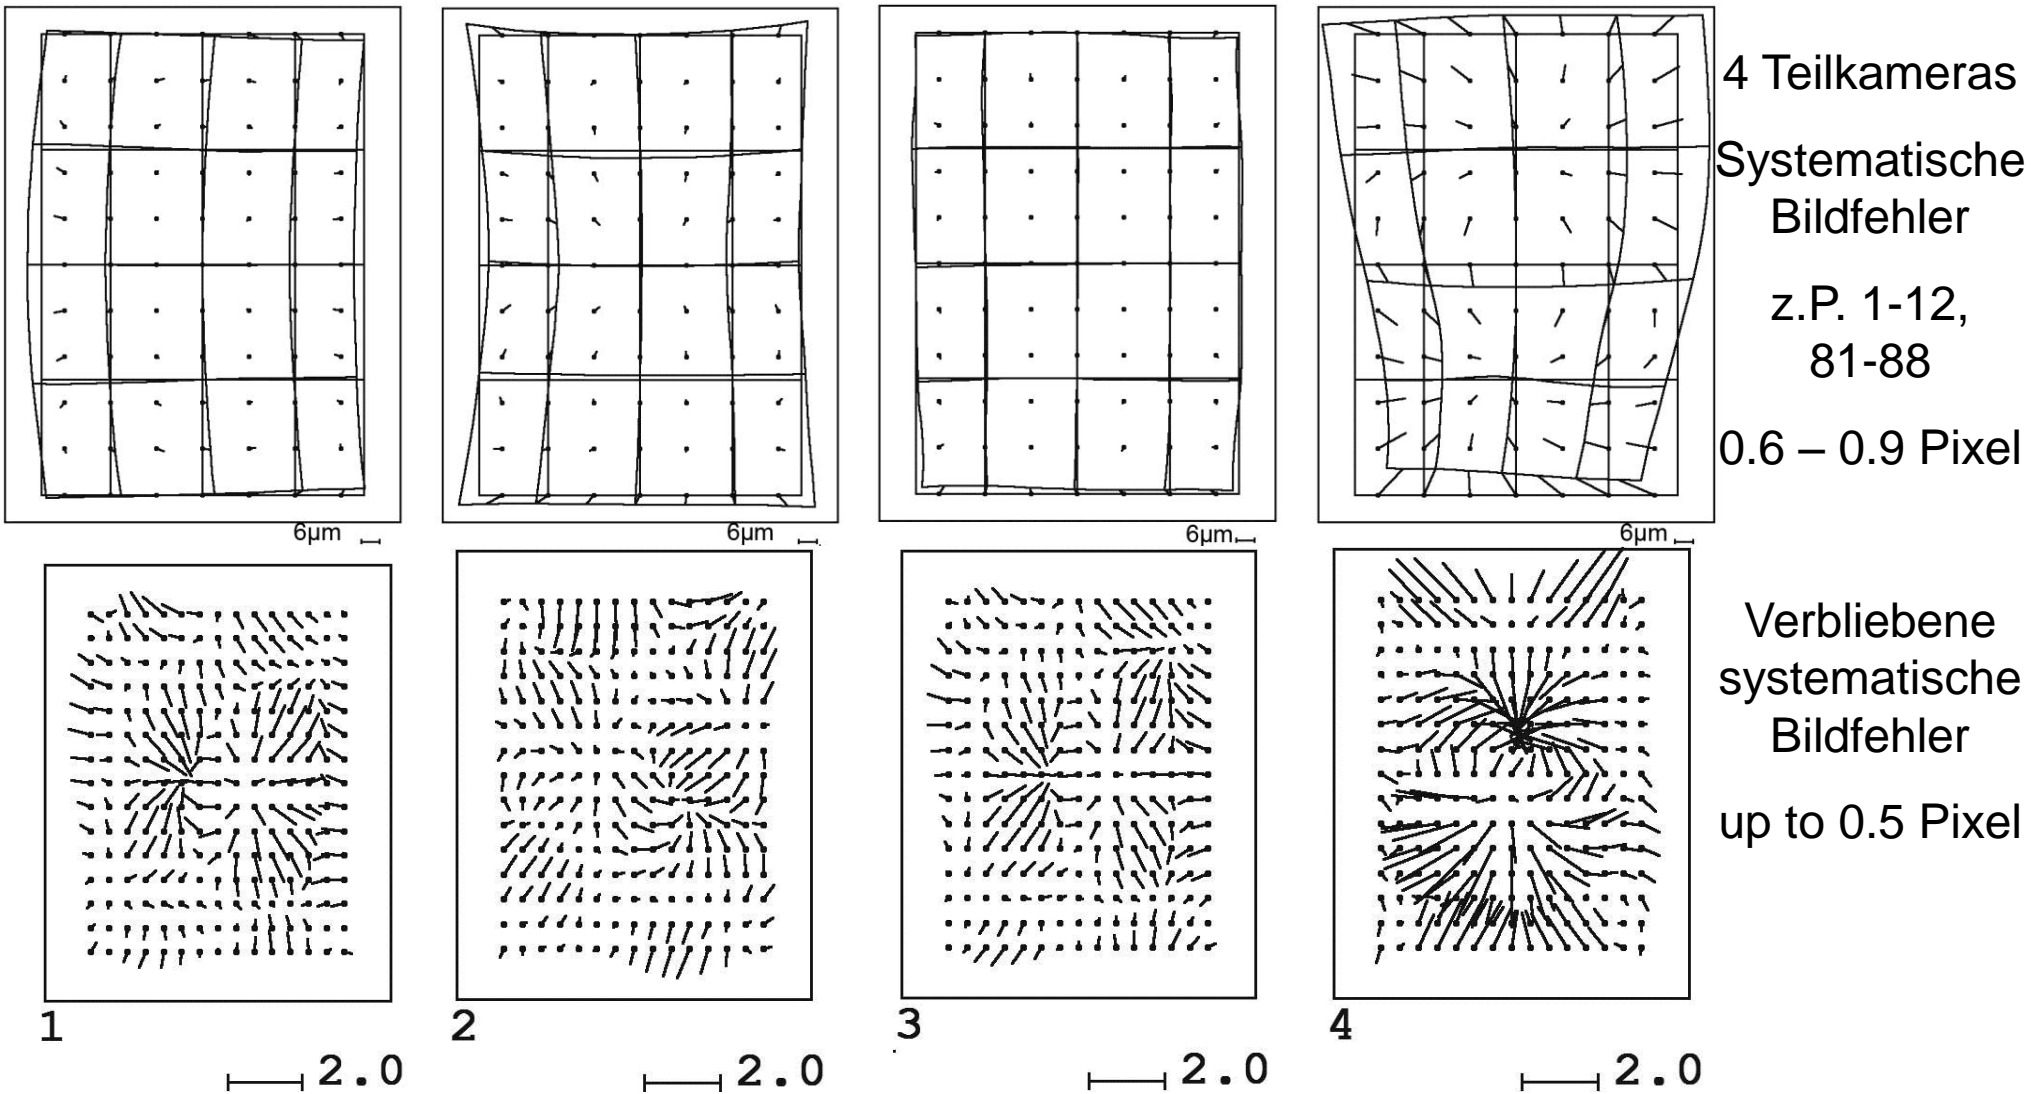 4 Teilkameras
Systematische
Bildfehler
z.P. 1-12,
81-88
0.6 – 0.9 Pixel
6µm
6µm
6µm
6µm
Verbliebene
systematische
Bildfehler
up to 0.5 Pixel
1
2
3
4
2.0
2.0
2.0
2.0